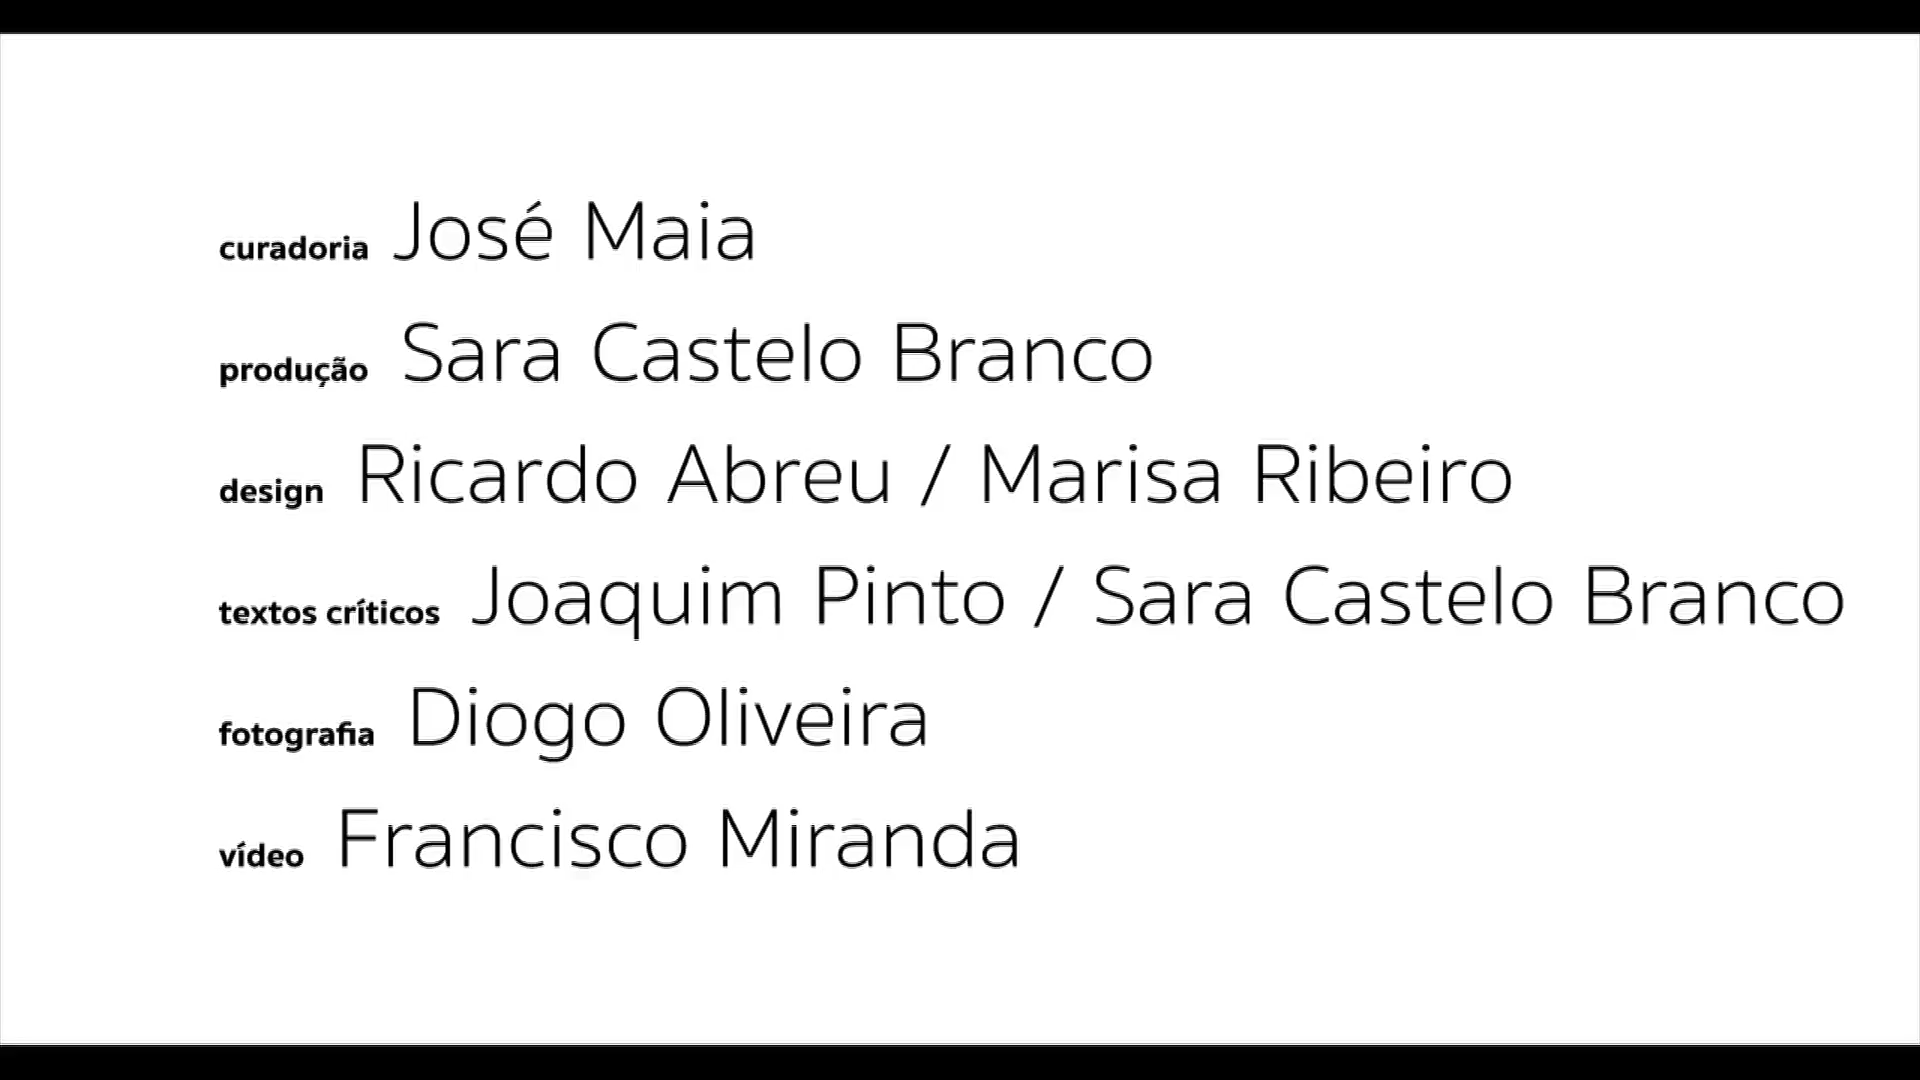 curadoria José Maia
produção Sara Castelo Branco
design Ricardo Abreu / Marisa Ribeiro
textos críticos Joaquim Pinto / Sara Castelo Branco
fotografia Diogo Oliveira
vídeo Francisco Miranda